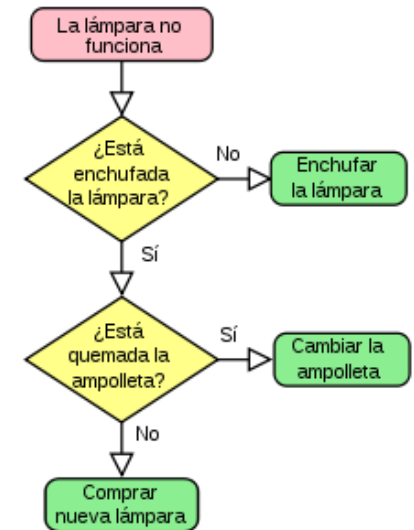 La lámpara no
funciona
¿Está
enchufada
la lámpara?
No
Enchufar
la lámpara
Sí
¿Está
quemada la
ampolleta?
Sí
Cambiar la
ampolleta
No
Comprar
nueva lámpara